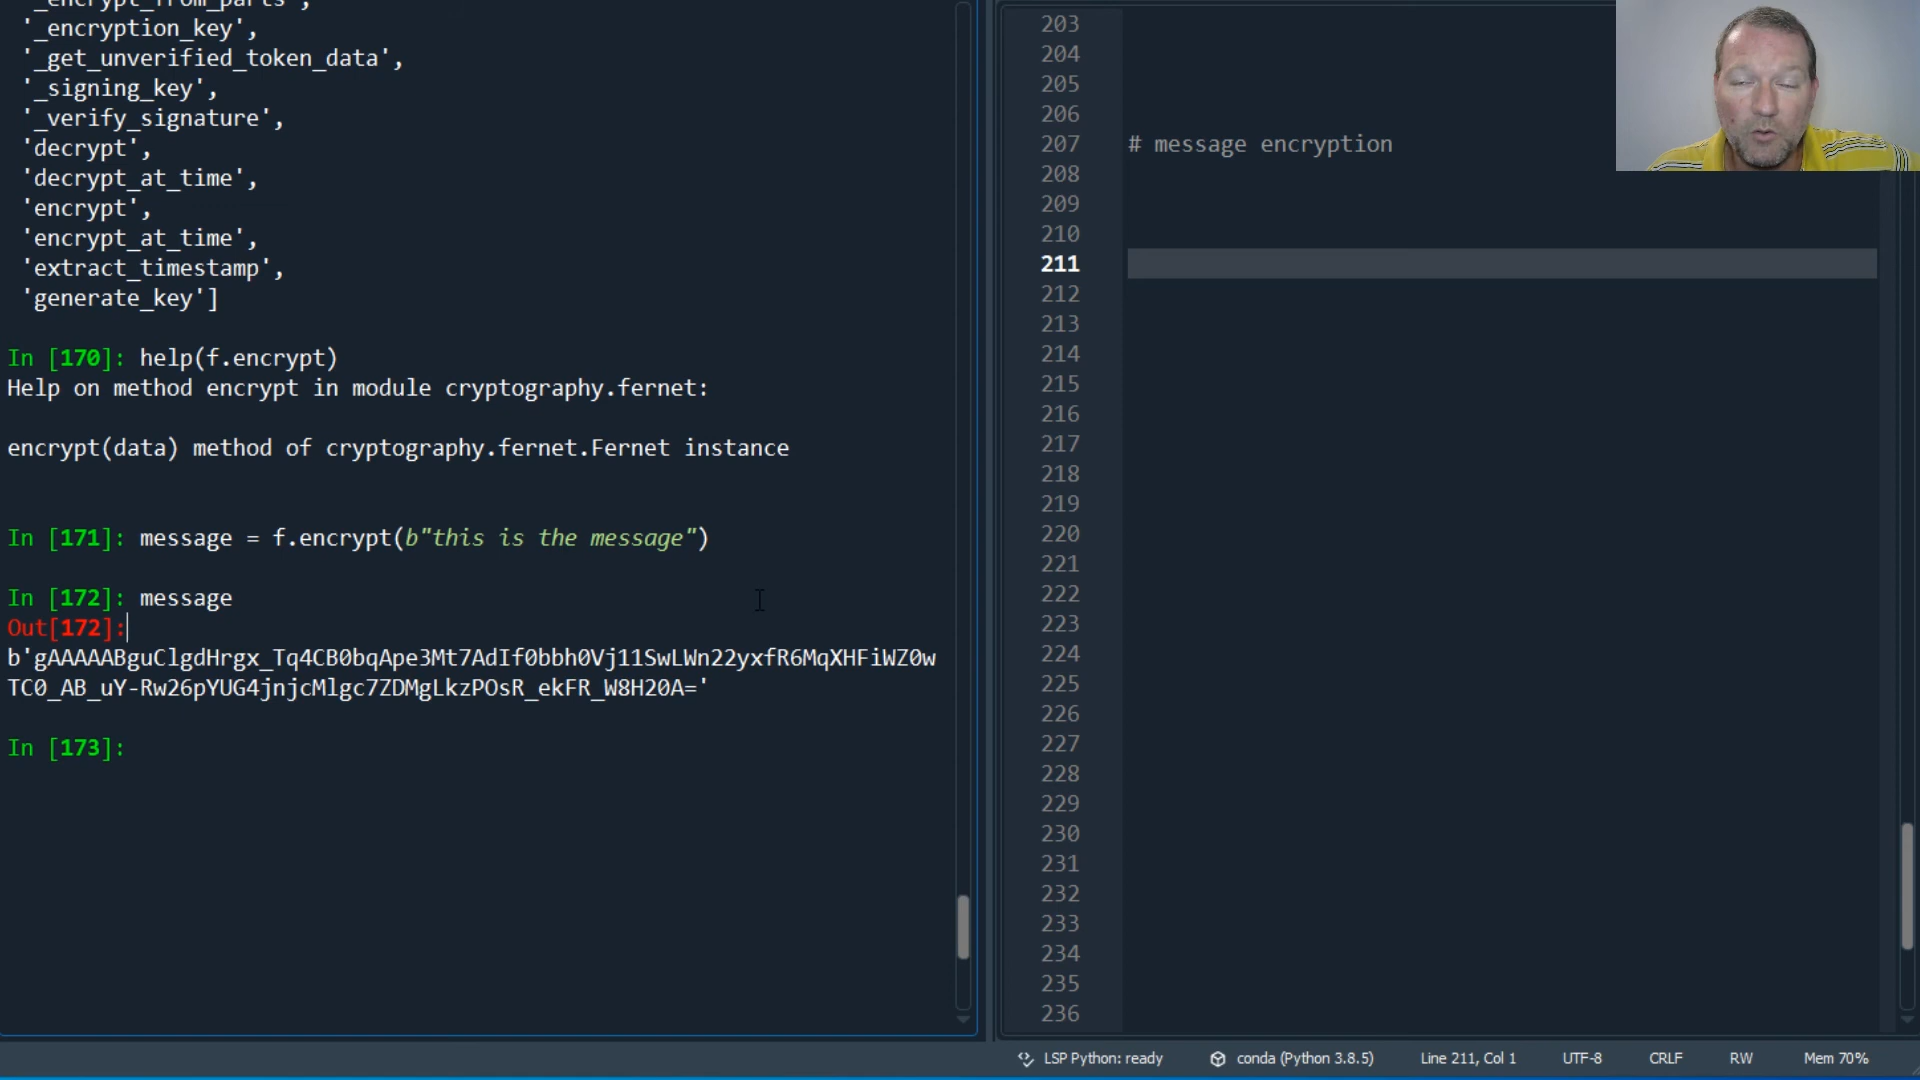 '_encrypt_from_parts',
'_encryption_key',
'_get_unverified_token_data',
'_signing_key',
'_verify_signature',
'decrypt',
'decrypt_at_time',
'encrypt',
'encrypt_at_time',
'extract_timestamp',
'generate_key']
In [170]: help(f.encrypt)
Help on method encrypt in module cryptography.fernet:
encrypt(data) method of cryptography.fernet.Fernet instance
In [171]: message = f.encrypt(b"this is the message")
In [172]: message
Out[172]:
b'gAAAAABguClgdHrgx_Tq4CB0bqApe3Mt7AdIf0bbh0Vj11SwLWn22yxfR6MqXHFiWZ0w
TC0_AB_uY-Rw26pYUG4jnjcMlgc7ZDMgLkzPOsR_ekFR_W8H20A='
In [173]:
203
204
205
206
207 # message encryption
208
209
210
211
212
213
214
215
216
217
218
219
220
221
222
223
224
225
226
227
228
229
230
231
232
233
234
235
236
LSP Python: ready conda (Python 3.8.5) Line 211, Col 1 UTF-8 CRLF RW Mem 70%